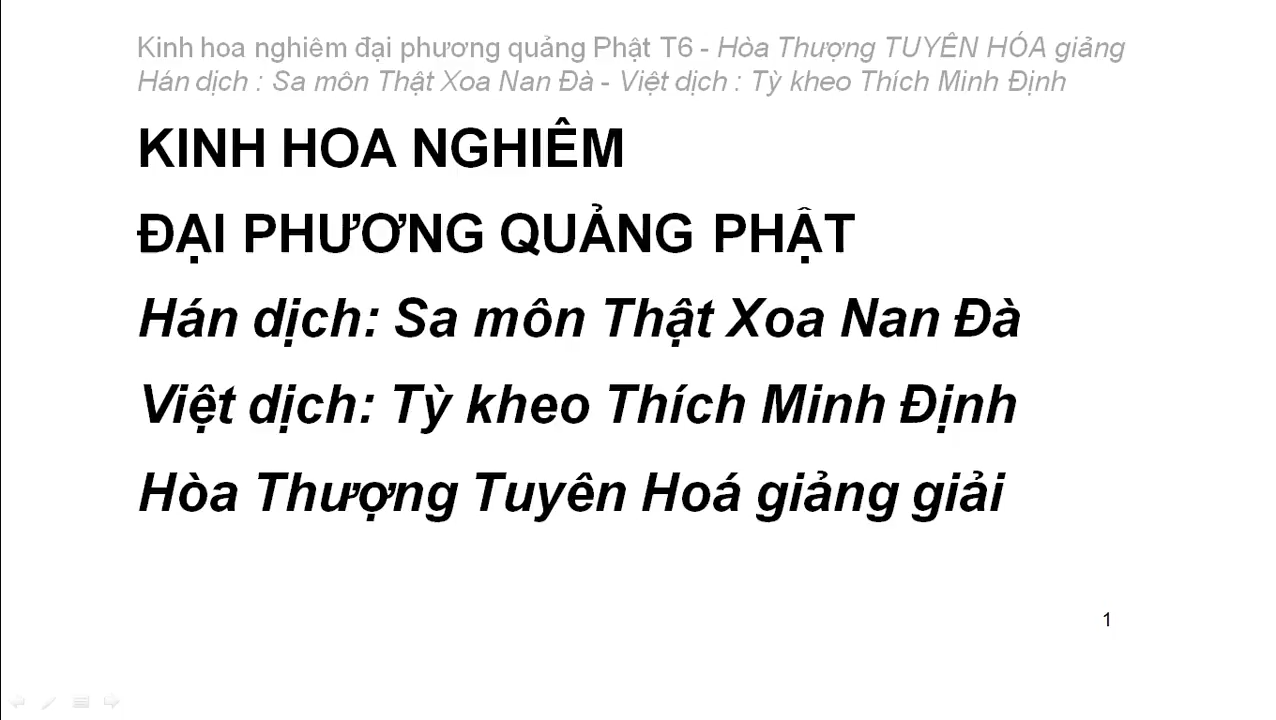 Kinh hoa nghiêm đại phương quảng Phật T6 - Hòa Thượng TUYÊN HÓA giảng
Hán dịch : Sa môn Thật Xoa Nan Đà - Việt dịch : Tỳ kheo Thích Minh Định
KINH HOA NGHIÊM
ĐẠI PHƯƠNG QUẢNG PHẬT
Hán dịch: Sa môn Thật Xoa Nan Đà
Việt dịch: Tỳ kheo Thích Minh Định
Hòa Thượng Tuyên Hoá giảng giải
1